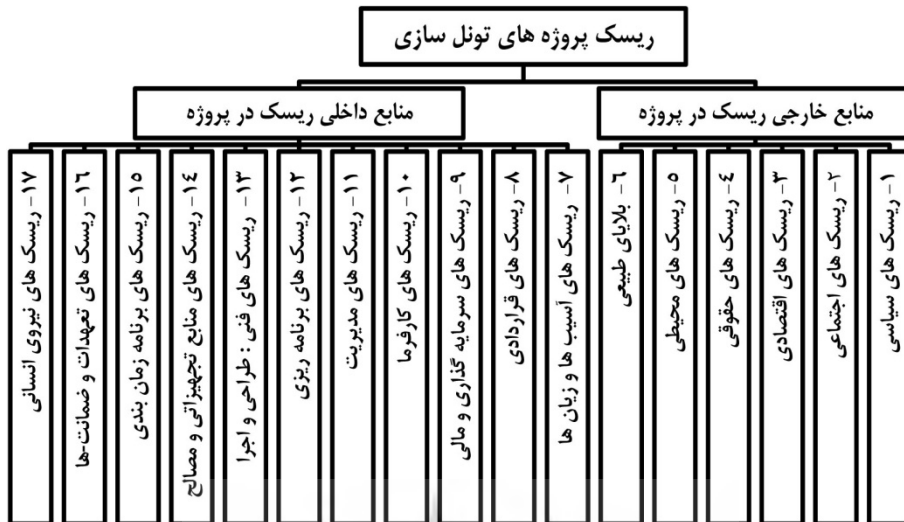 ریسک پروژه های تونل سازی
منابع خارجی ریسک در پروژه
منابع داخلی ریسک در پروژه
۱- ریسک های سیاسی
۲- ریسک های اجتماعی
۳- ریسک های اقتصادی
۴- ریسک های حقوقی
۵- ریسک های محیطی
۶- بلایای طبیعی
۷- ریسک های آسیب ها و زیان ها
۸- ریسک های قراردادی
۹- ریسک های سرمایه گذاری و مالی
۱۰- ریسک های کارفرما
۱۱- ریسک های مدیریت
۱۲- ریسک های برنامه ریزی
۱۳- ریسک های فنی : طراحی و اجرا
۱۴- ریسک های منابع تجهیزاتی و مصالح
۱۵- ریسک های برنامه زمان بندی
۱۶- ریسک های تعهدات و ضمانت-ها
۱۷- ریسک های نیروی انسانی